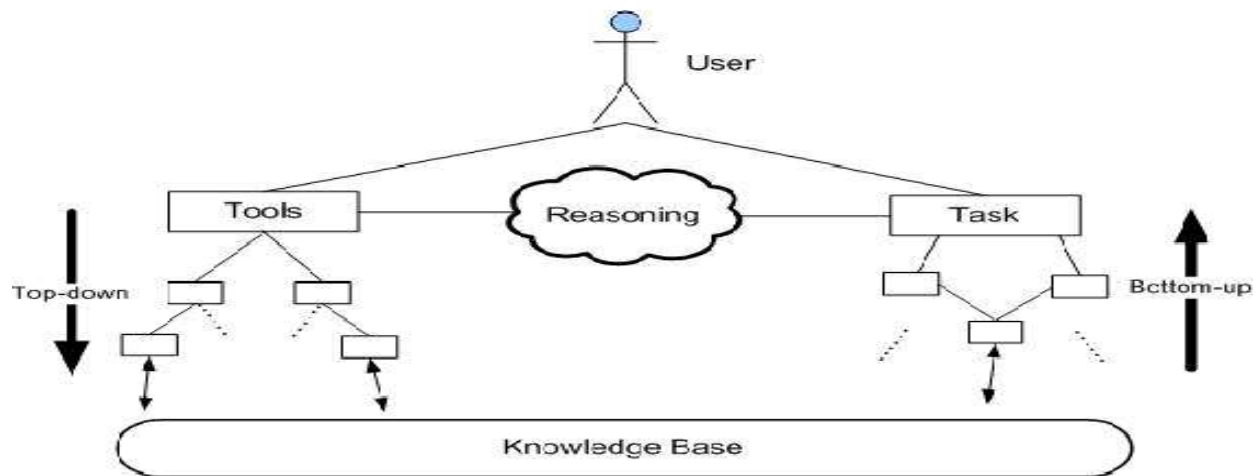 User
Tools
Reasoning
Task
Top-down
Bottom-up
Knowledge Base